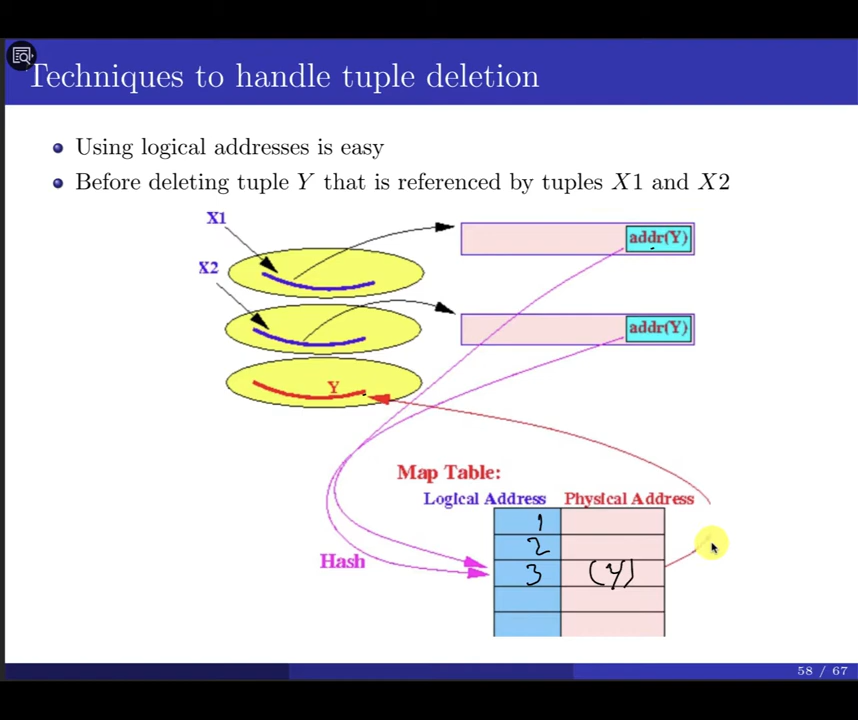 Techniques to handle tuple deletion
Using logical addresses is easy
Before deleting tuple Y that is referenced by tuples X1 and X2
X1
addr(Y)
X2
addr(Y)
Y
Map Table:
Logical Address Physical Address
1
2
Hash
3 (Y)
58 / 67